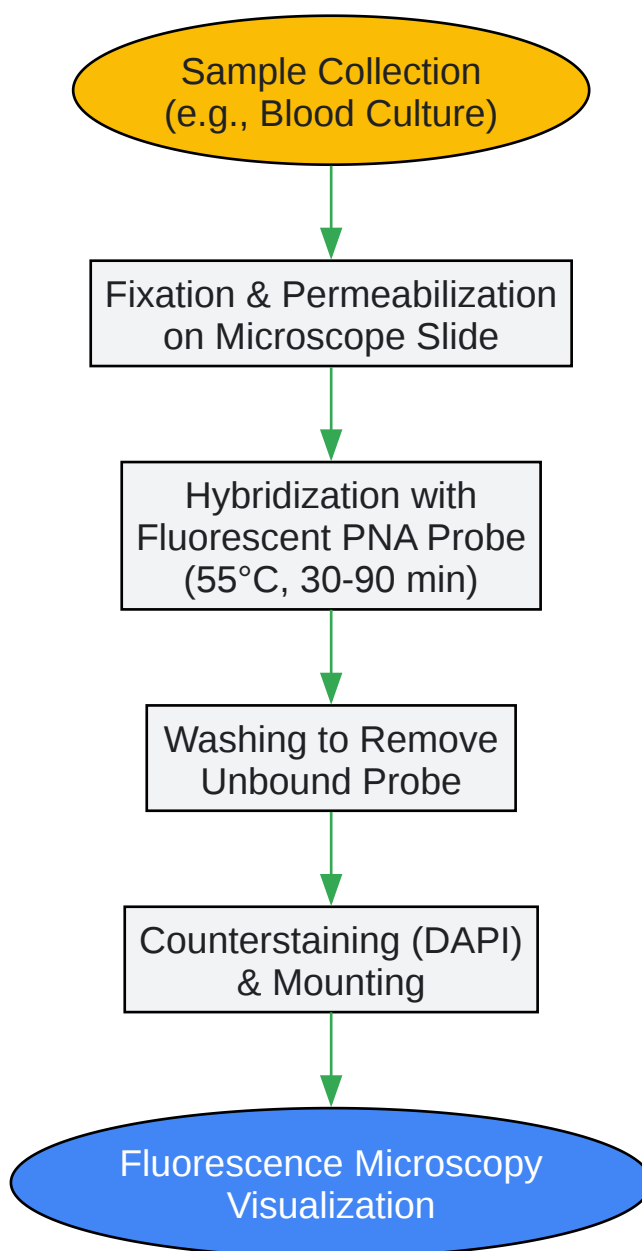 Sample Collection
(e.g., Blood Culture)
Fixation & Permeabilization
on Microscope Slide
Hybridization with
Fluorescent PNA Probe
(55°C, 30-90 min)
Washing to Remove
Unbound Probe
Counterstaining (DAPI)
& Mounting
Fluorescence Microscopy
Visualization